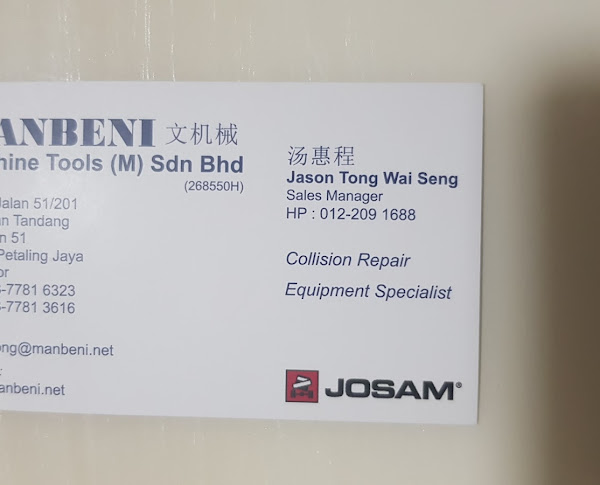 ANBENI 文机械
hine Tools (M) Sdn Bhd
(268550H)
Jalan 51/201
an Tandang
n 51
Petaling Jaya
or
-7781 6323
-7781 3616
ong@manbeni.net
:
anbeni.net
汤惠程
Jason Tong Wai Seng
Sales Manager
HP : 012-209 1688
Collision Repair
Equipment Specialist
JOSAM®